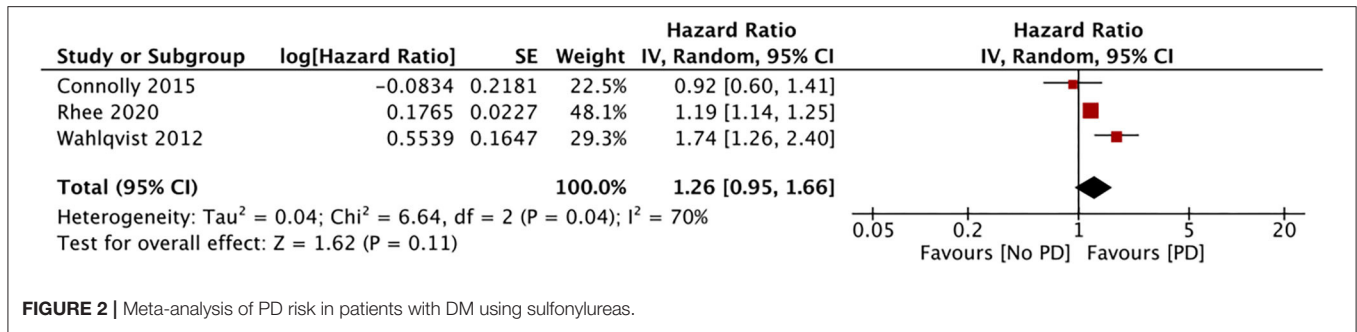 Hazard Ratio Hazard Ratio
Study or Subgroup log[Hazard Ratio] SE Weight IV, Random, 95% CI IV, Random, 95% CI
Connolly 2015 −0.0834 0.2181 22.5% 0.92 [0.60, 1.41]
Rhee 2020 0.1765 0.0227 48.1% 1.19 [1.14, 1.25]
Wahlqvist 2012 0.5539 0.1647 29.3% 1.74 [1.26, 2.40]
Total (95% CI) 100.0% 1.26 [0.95, 1.66]
Heterogeneity: Tau² = 0.04; Chi² = 6.64, df = 2 (P = 0.04); I² = 70%
Test for overall effect: Z = 1.62 (P = 0.11)
0.05 0.2 1 5 20
Favours [No PD] Favours [PD]
FIGURE 2 | Meta-analysis of PD risk in patients with DM using sulfonylureas.